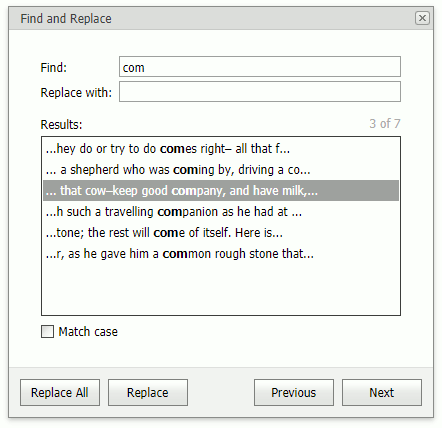 Find and Replace
Find: com
Replace with:
Results: 3 of 7
...hey do or try to do comes right– all that f...
... a shepherd who was coming by, driving a co...
... that cow–keep good company, and have milk,...
...h such a travelling companion as he had at ...
...tone; the rest will come of itself. Here is...
...r, as he gave him a common rough stone that...
Match case
Replace All Replace Previous Next